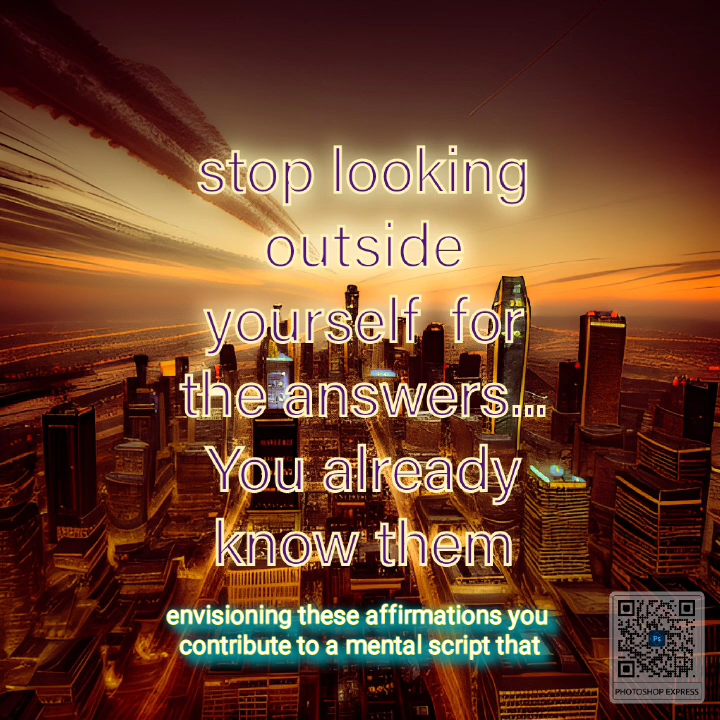 stop looking
outside
yourself for
the answers...
You already
know them
envisioning these affirmations you
contribute to a mental script that
Ps
PHOTOSHOP EXPRESS